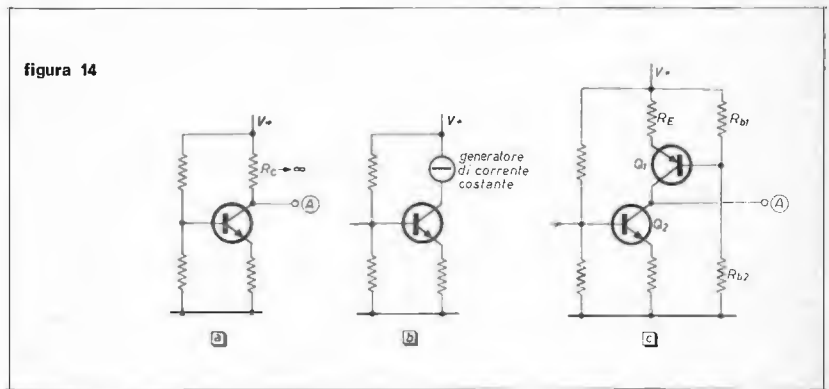 figura 14
V+
RC → ∞
A
a
V+
generatore
di corrente
costante
b
V+
RE
Rb1
Q1
A
Q2
Rb2
c